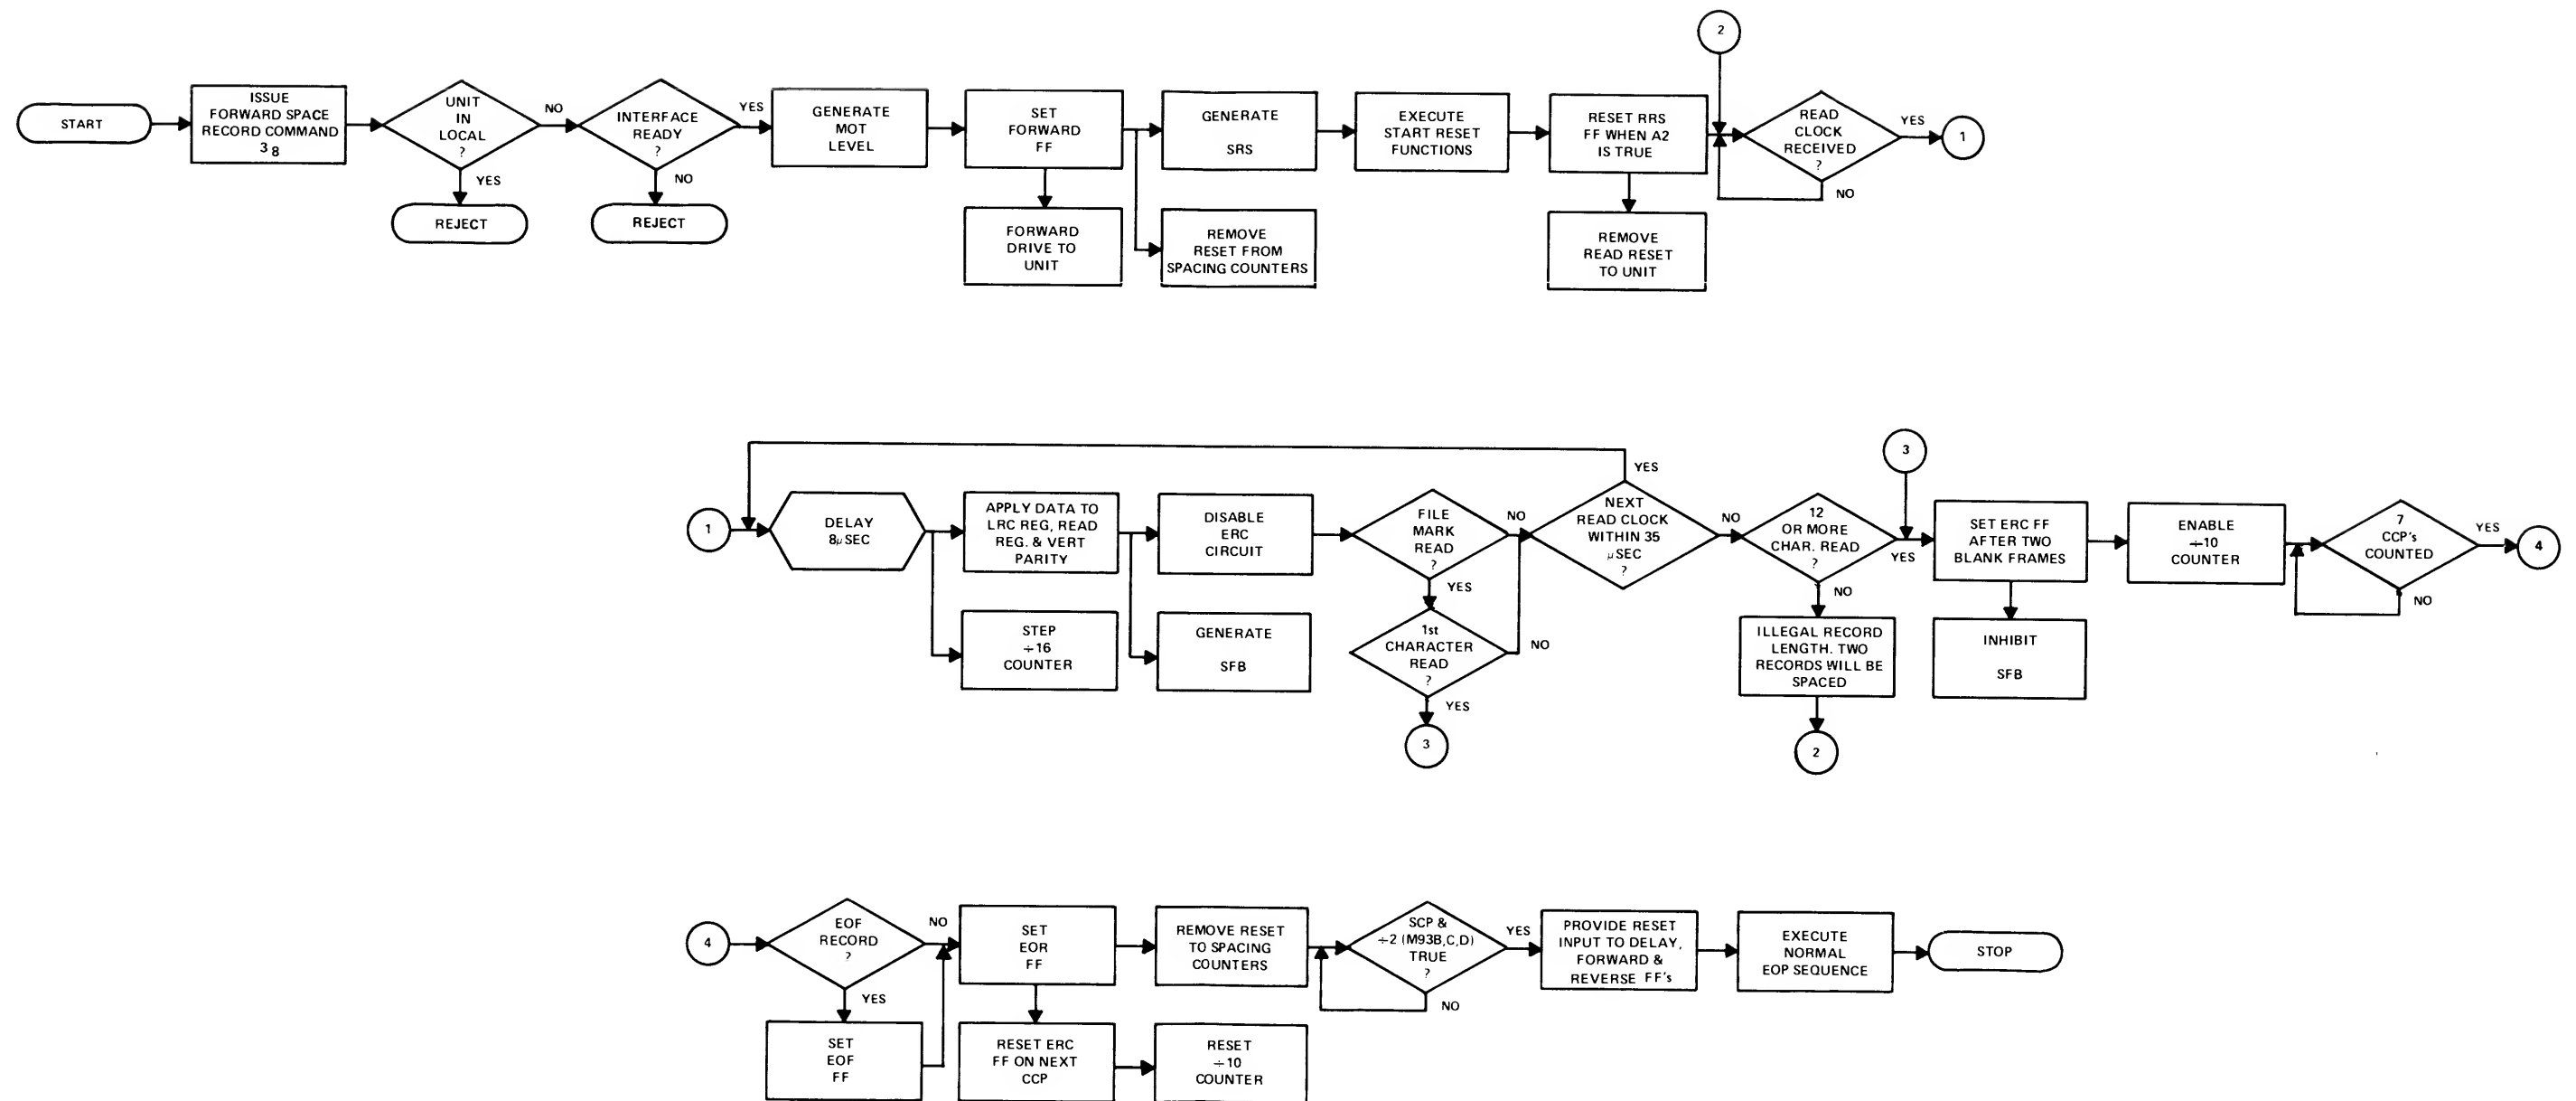 START
ISSUE
FORWARD SPACE
RECORD COMMAND
3 8
UNIT
IN
LOCAL
?
NO
YES
REJECT
INTERFACE
READY
?
YES
NO
REJECT
GENERATE
MOT
LEVEL
SET
FORWARD
FF
FORWARD
DRIVE TO
UNIT
GENERATE
SRS
REMOVE
RESET FROM
SPACING COUNTERS
EXECUTE
START RESET
FUNCTIONS
RESET RRS
FF WHEN A2
IS TRUE
REMOVE
READ RESET
TO UNIT
2
READ
CLOCK
RECEIVED
?
YES
NO
1
1
DELAY
8μSEC
APPLY DATA TO
LRC REG, READ
REG. & VERT
PARITY
STEP
÷16
COUNTER
DISABLE
ERC
CIRCUIT
GENERATE
SFB
FILE
MARK
READ
?
NO
YES
1st
CHARACTER
READ
?
NO
YES
3
NEXT
READ CLOCK
WITHIN 35
μSEC
?
YES
NO
12
OR MORE
CHAR. READ
?
YES
NO
ILLEGAL RECORD
LENGTH. TWO
RECORDS WILL BE
SPACED
2
3
SET ERC FF
AFTER TWO
BLANK FRAMES
INHIBIT
SFB
ENABLE
÷10
COUNTER
7
CCP's
COUNTED
YES
NO
4
4
EOF
RECORD
?
NO
YES
SET
EOF
FF
SET
EOR
FF
RESET ERC
FF ON NEXT
CCP
REMOVE RESET
TO SPACING
COUNTERS
RESET
÷10
COUNTER
SCP &
÷2 (M93B,C,D)
TRUE
?
YES
NO
PROVIDE RESET
INPUT TO DELAY,
FORWARD &
REVERSE FF's
EXECUTE
NORMAL
EOP SEQUENCE
STOP